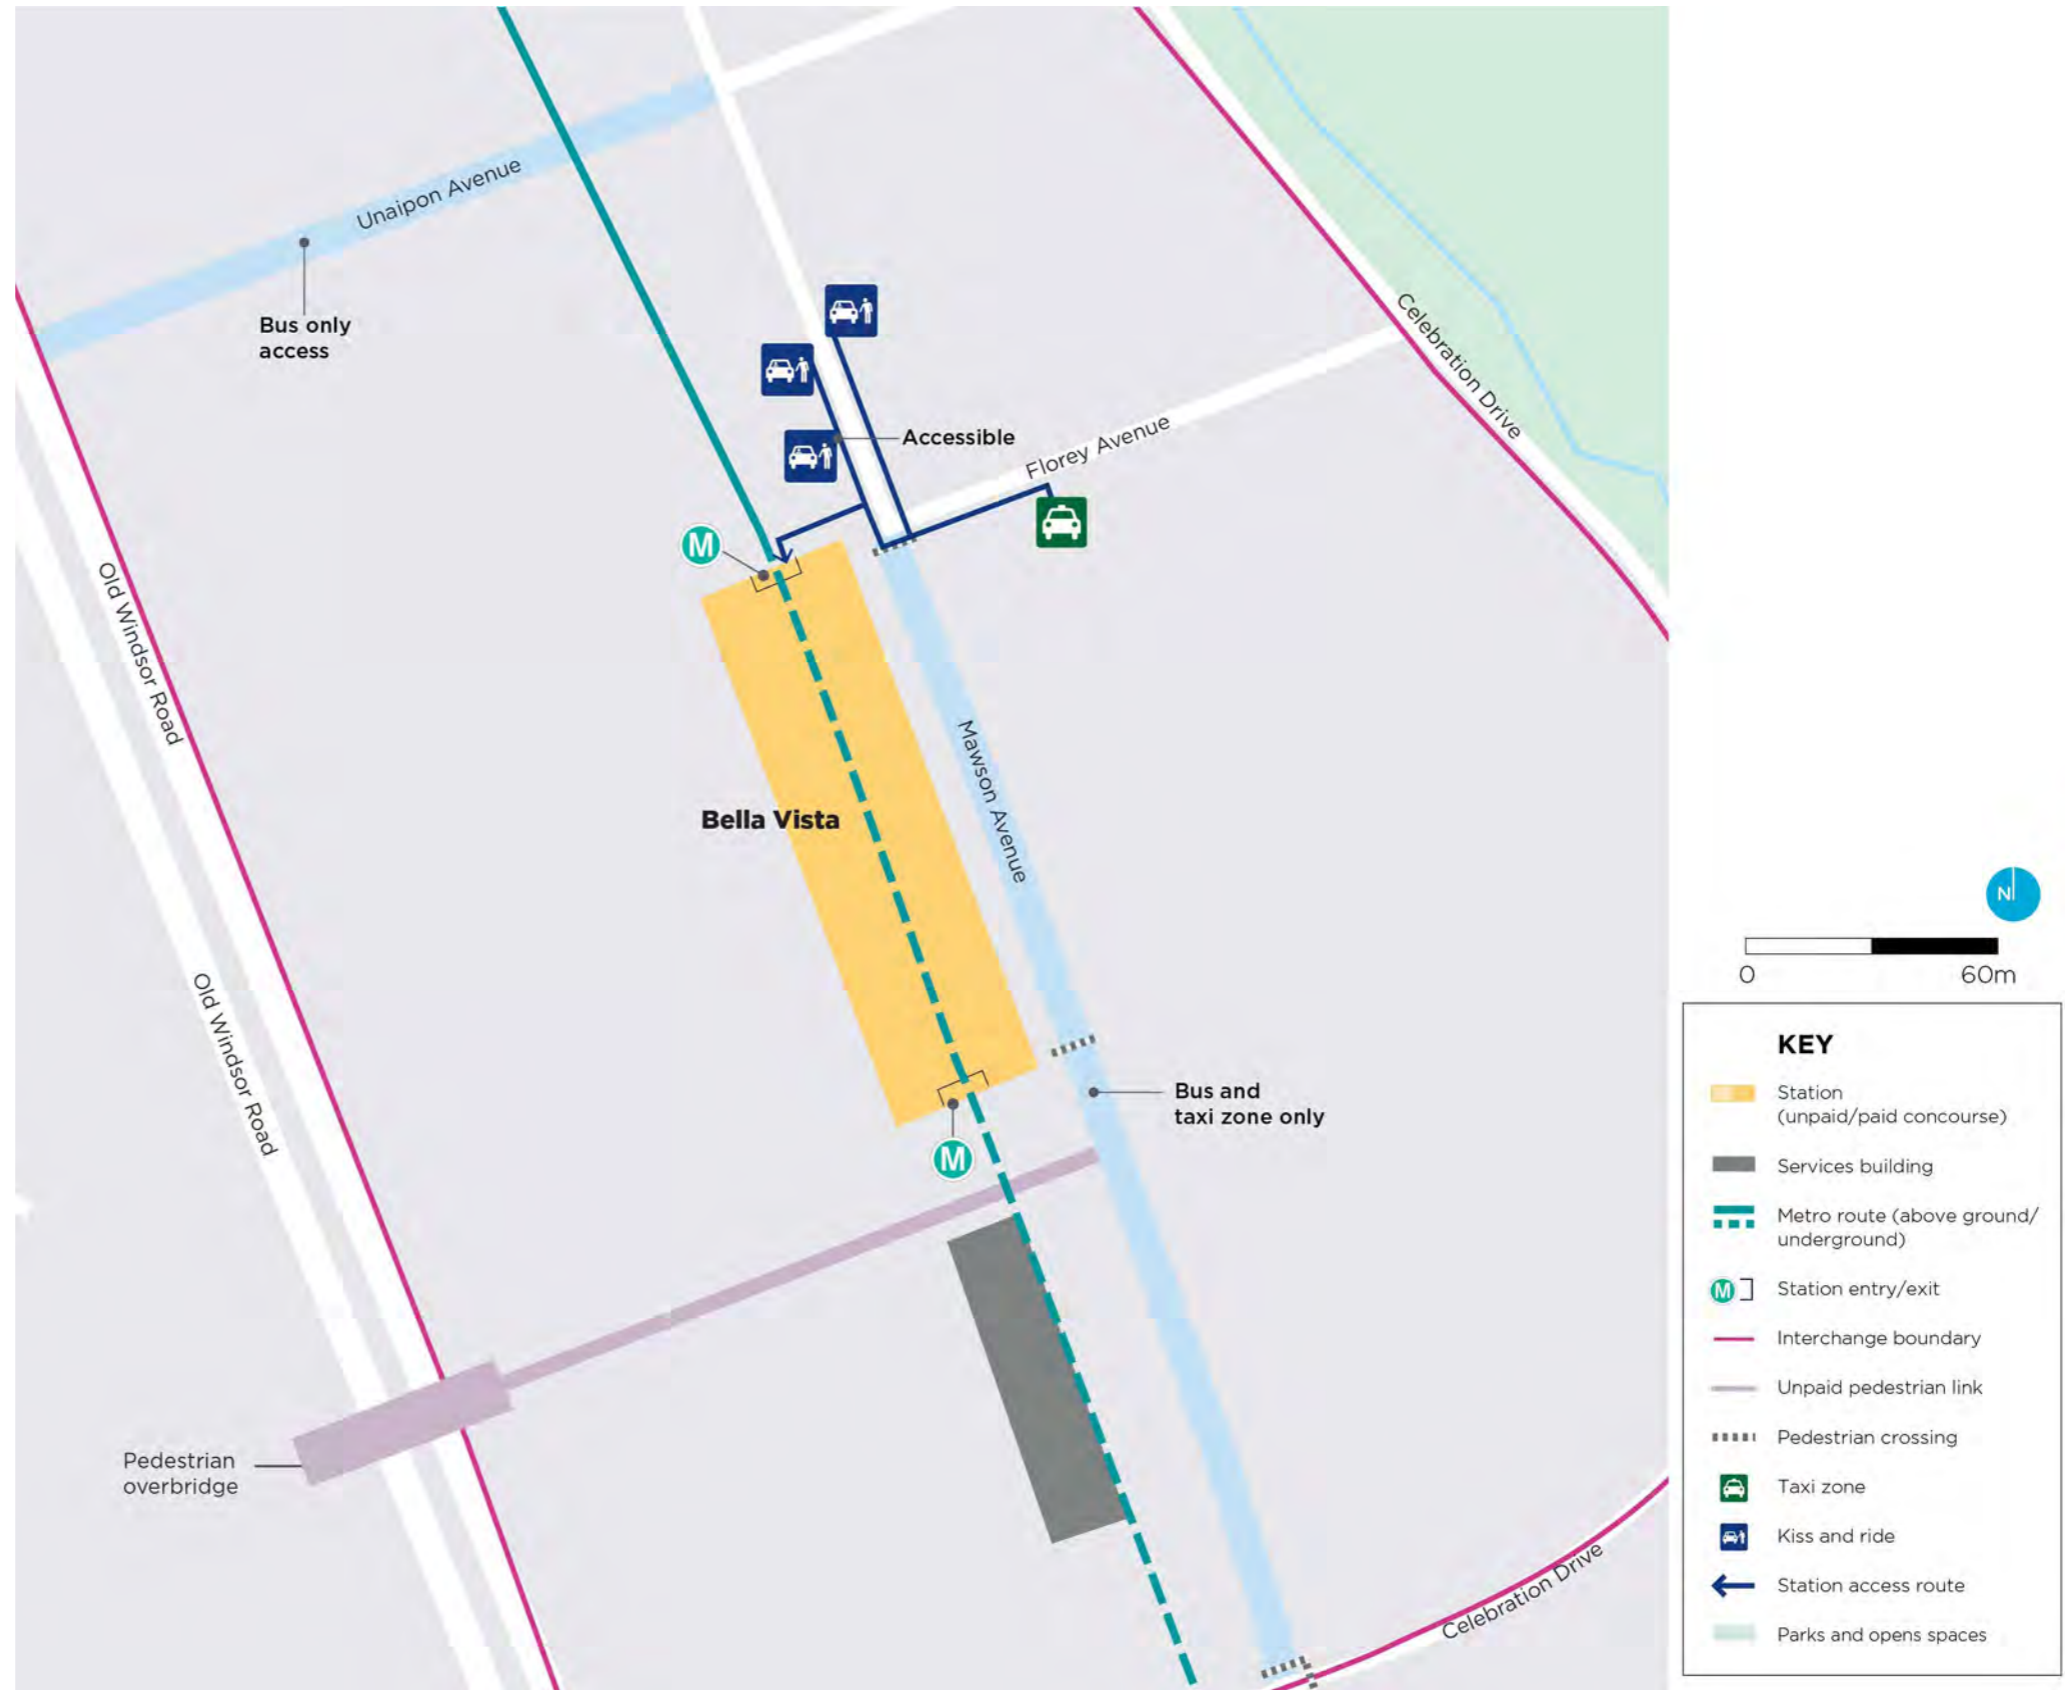 Unaipon Avenue
Bus only
access
Celebration Drive
Accessible
Florey Avenue
M
Old Windsor Road
Mawson Avenue
Bella Vista
N
0 60m
Old Windsor Road
Bus and
taxi zone only
M
Pedestrian
overbridge
Celebration Drive
KEY
Station
(unpaid/paid concourse)
Services building
Metro route (above ground/
underground)
M Station entry/exit
Interchange boundary
Unpaid pedestrian link
Pedestrian crossing
Taxi zone
Kiss and ride
Station access route
Parks and opens spaces